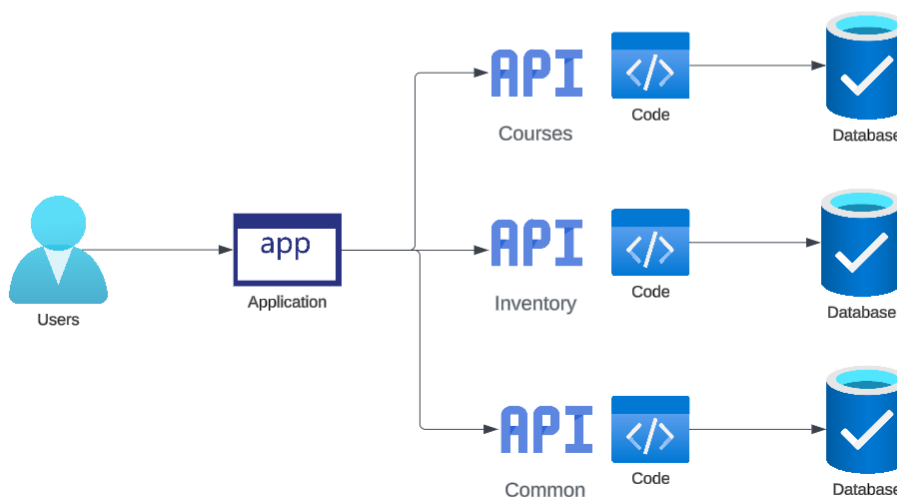 API
</>
Code
Courses
Database
app
Application
Users
API
</>
Code
Inventory
Database
API
</>
Code
Common
Database